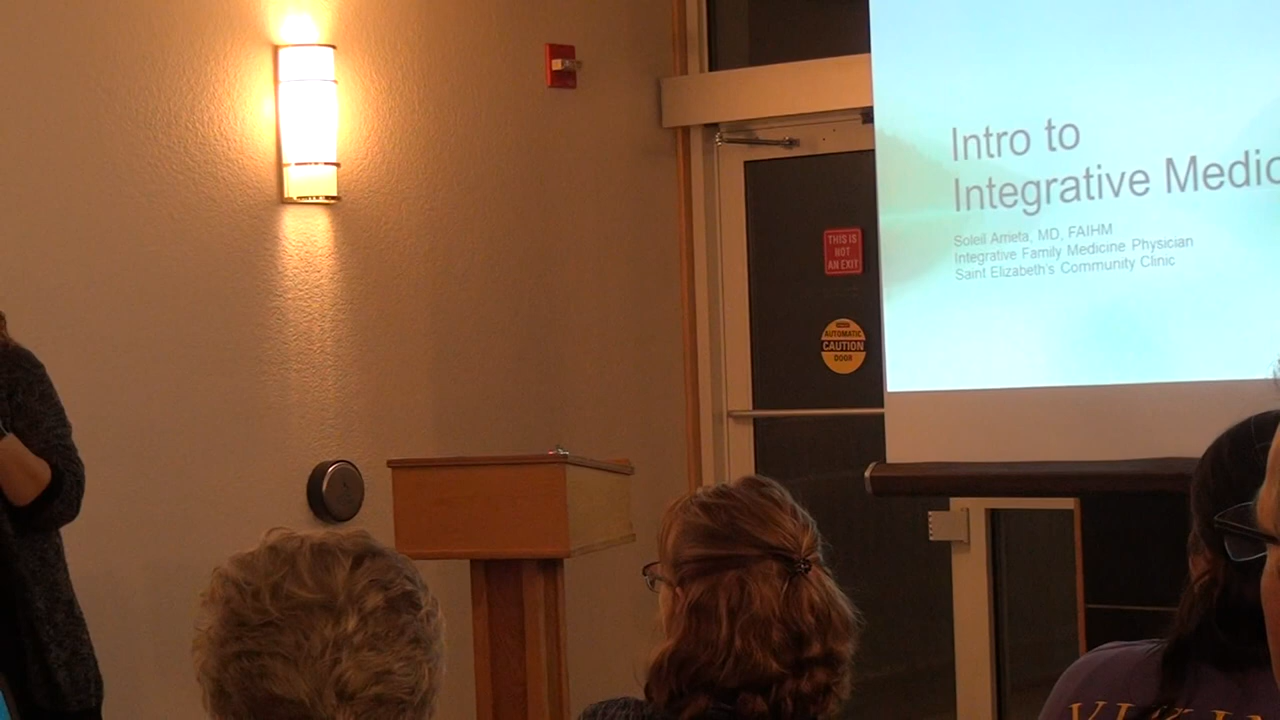 Intro to
Integrative Medic
Soleil Arrieta, MD, FAIHM
Integrative Family Medicine Physician
Saint Elizabeth's Community Clinic
THIS IS
NOT
AN EXIT
AUTOMATIC
CAUTION
DOOR